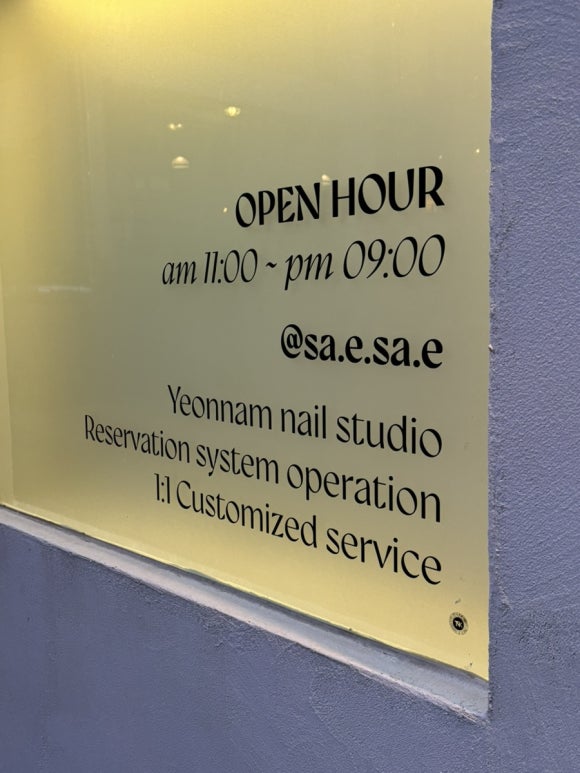 OPEN HOUR
am 11:00 ~ pm 09:00
@sa.e.sa.e
Yeonnam nail studio
Reservation system operation
1:1 Customized service